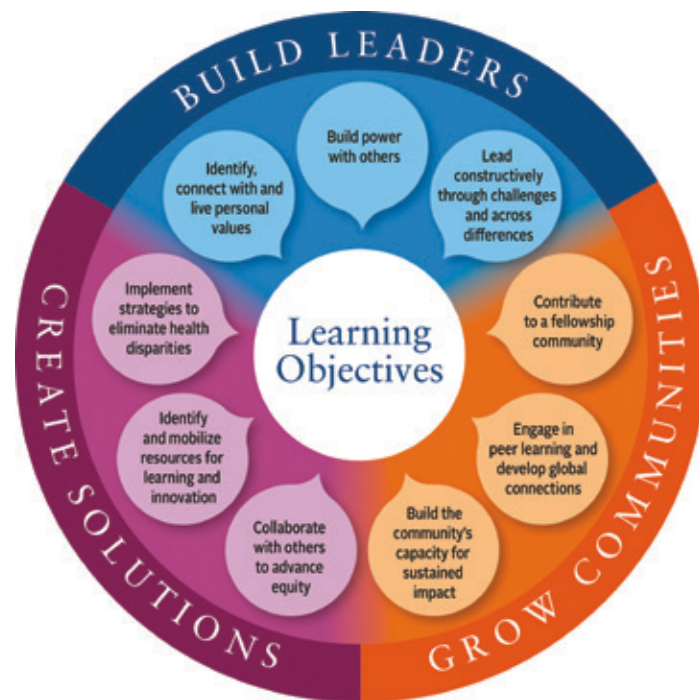 BUILD LEADERS
Identify,
connect with and
live personal
values
Build power
with others
Lead
constructively
through challenges
and across
differences
GROW COMMUNITIES
Contribute
to a fellowship
community
Engage in
peer learning and
develop global
connections
Build the
community's
capacity for
sustained
impact
CREATE SOLUTIONS
Implement
strategies to
eliminate health
disparities
Identify
and mobilize
resources for
learning and
innovation
Collaborate
with others
to advance
equity
Learning
Objectives